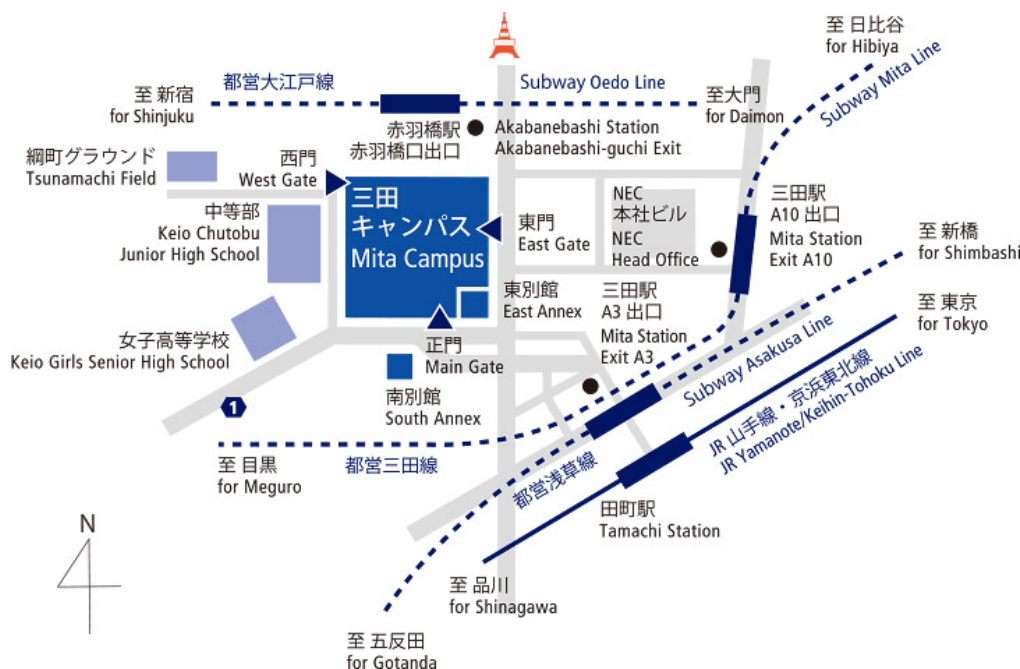 至 日比谷
for Hibiya
Subway Mita Line
都営大江戸線
Subway Oedo Line
至 新宿
for Shinjuku
至大門
for Daimon
赤羽橋駅
赤羽橋口出口
Akabanebashi Station
Akabanebashi-guchi Exit
綱町グラウンド
Tsunamachi Field
西門
West Gate
三田
キャンパス
Mita Campus
中等部
Keio Chutobu
Junior High School
東門
East Gate
NEC
本社ビル
NEC
Head Office
三田駅
A10 出口
Mita Station
Exit A10
至 新橋
for Shimbashi
東別館
East Annex
三田駅
A3 出口
Mita Station
Exit A3
至 東京
for Tokyo
女子高等学校
Keio Girls Senior High School
正門
Main Gate
Subway Asakusa Line
南別館
South Annex
1
JR 山手線・京浜東北線
JR Yamanote/Keihin-Tohoku Line
至 目黒
for Meguro
都営三田線
都営浅草線
田町駅
Tamachi Station
N
至 品川
for Shinagawa
至 五反田
for Gotanda